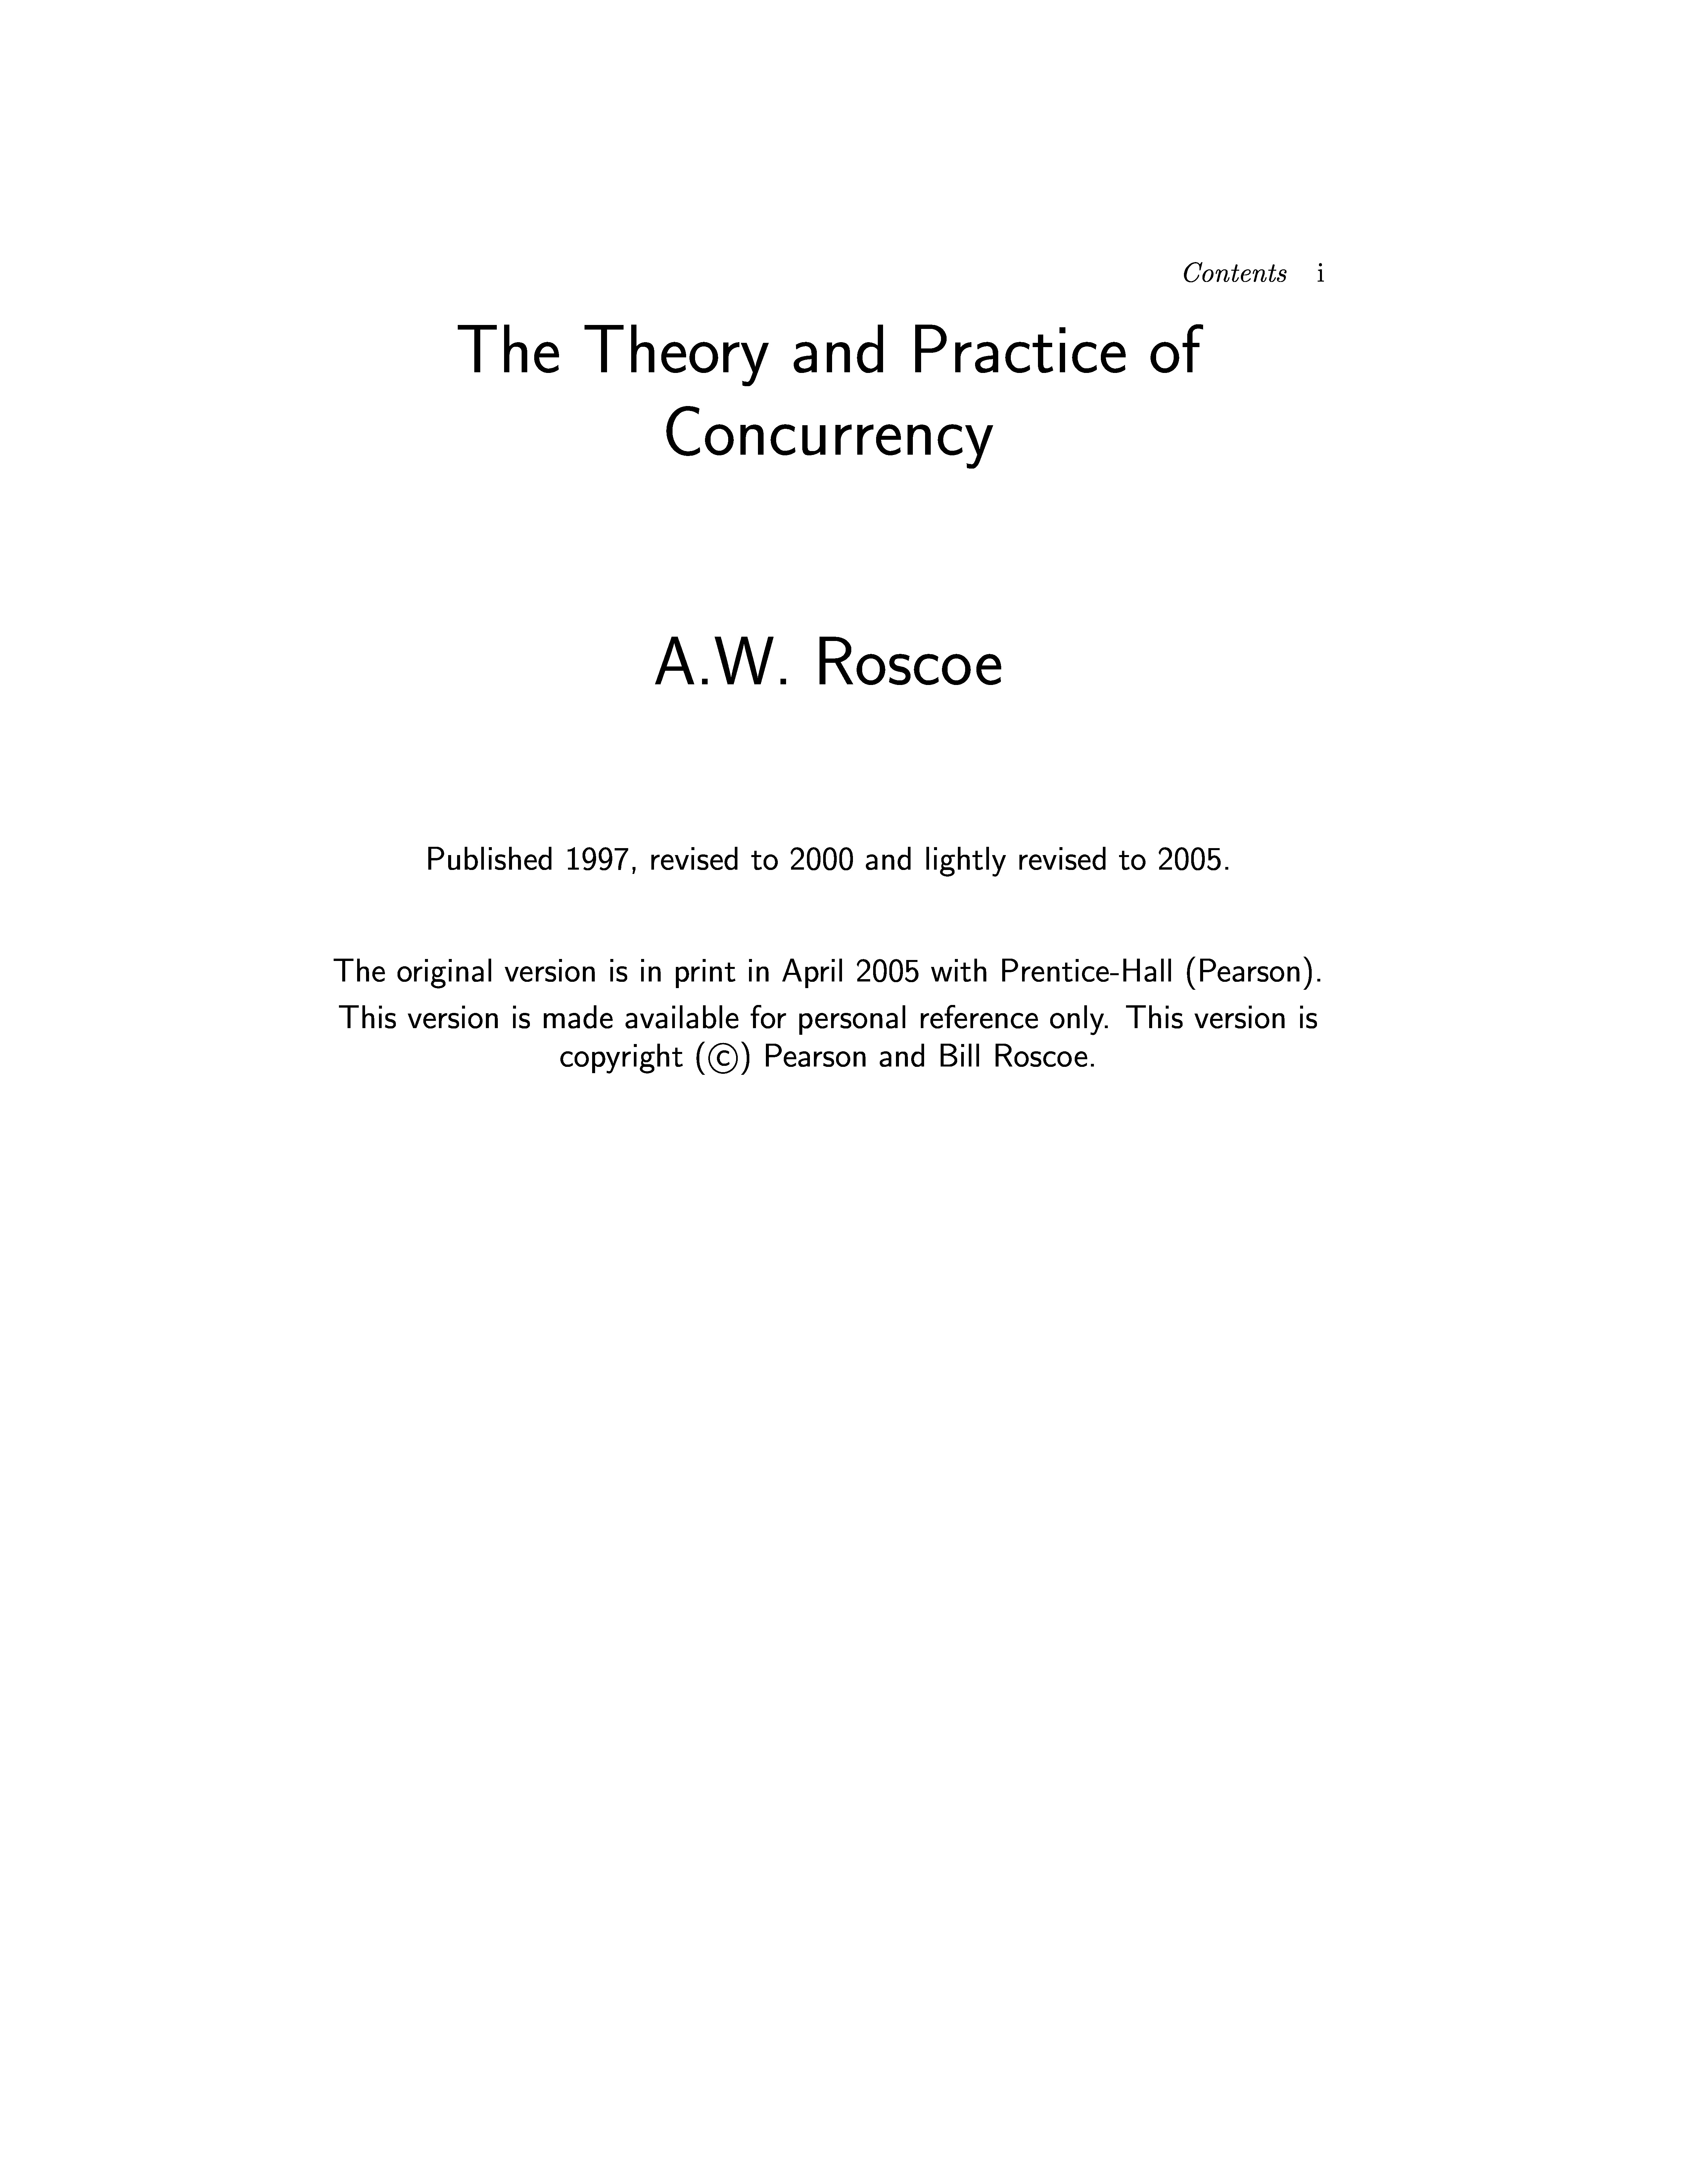 Contents i
The Theory and Practice of
Concurrency
A.W. Roscoe
Published 1997, revised to 2000 and lightly revised to 2005.
The original version is in print in April 2005 with Prentice-Hall (Pearson).
This version is made available for personal reference only. This version is
copyright (©) Pearson and Bill Roscoe.